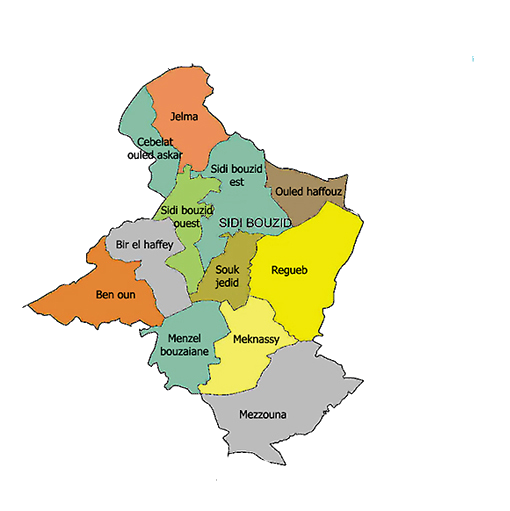 Jelma
Cebelat
ouled askar
Sidi bouzid
est
Ouled haffouz
Sidi bouzid
ouest
SIDI BOUZID
Bir el haffey
Souk
jedid
Regueb
Ben oun
Menzel
bouzaiane
Meknassy
Mezzouna